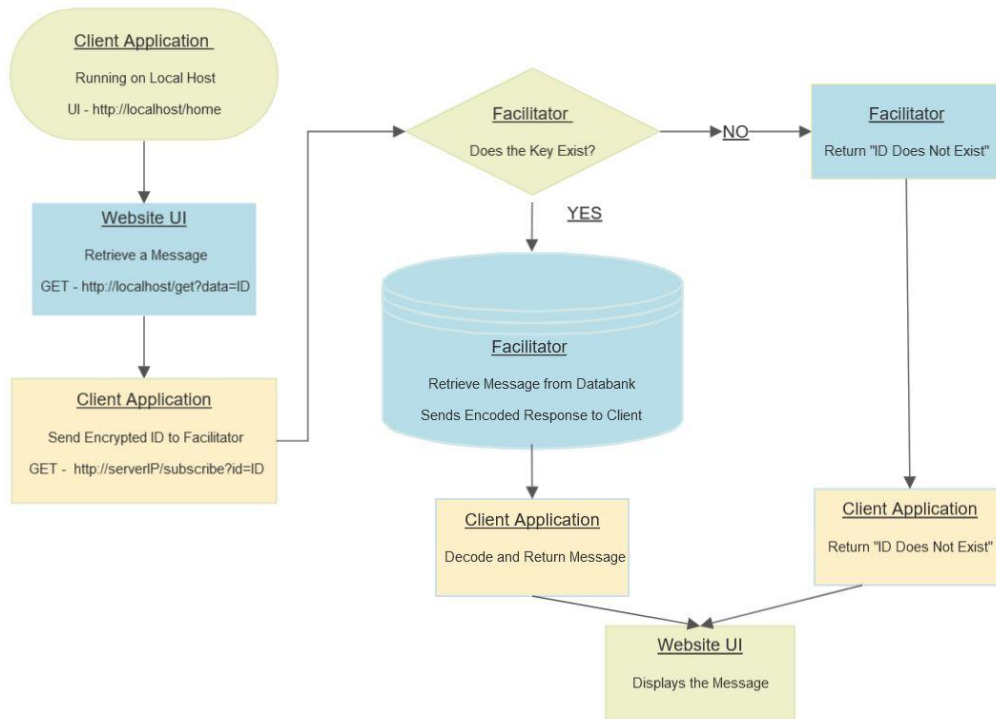 Client Application
Running on Local Host
UI - http://localhost/home
Website UI
Retrieve a Message
GET - http://localhost/get?data=ID
Client Application
Send Encrypted ID to Facilitator
GET -  http://serverIP/subscribe?id=ID
Facilitator
Does the Key Exist?
NO
YES
Facilitator
Return "ID Does Not Exist"
Facilitator
Retrieve Message from Databank
Sends Encoded Response to Client
Client Application
Decode and Return Message
Client Application
Return "ID Does Not Exist"
Website UI
Displays the Message